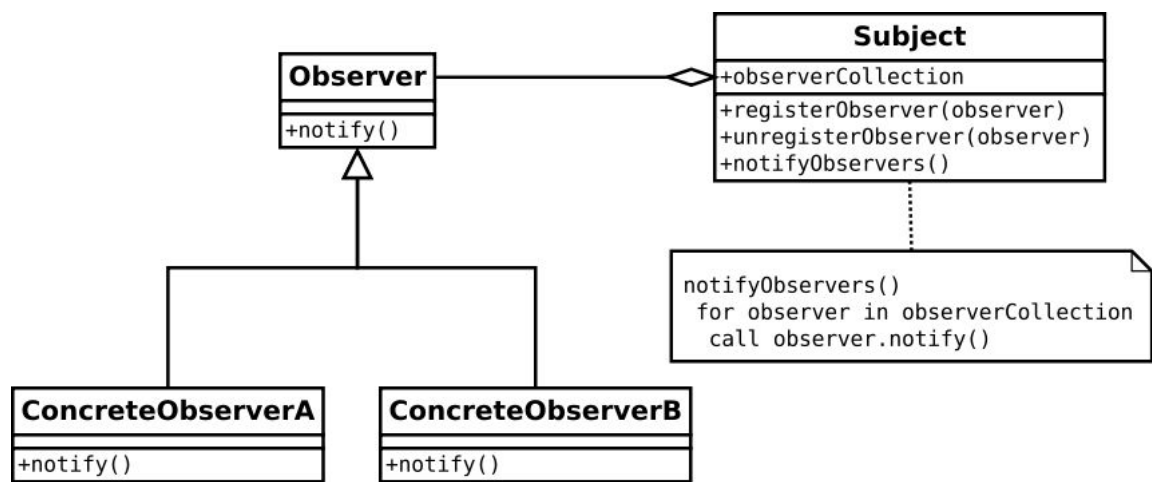 Subject
+observerCollection
+registerObserver(observer)
+unregisterObserver(observer)
+notifyObservers()
Observer
+notify()
notifyObservers()
for observer in observerCollection
call observer.notify()
ConcreteObserverA
+notify()
ConcreteObserverB
+notify()